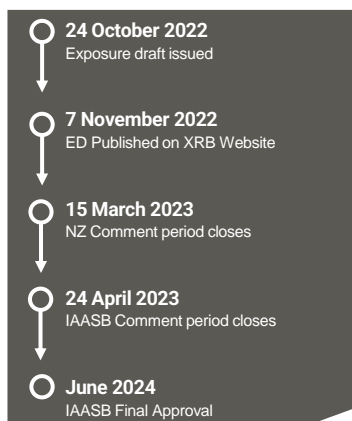 24 October 2022
Exposure draft issued
7 November 2022
ED Published on XRB Website
15 March 2023
NZ Comment period closes
24 April 2023
IAASB Comment period closes
June 2024
IAASB Final Approval